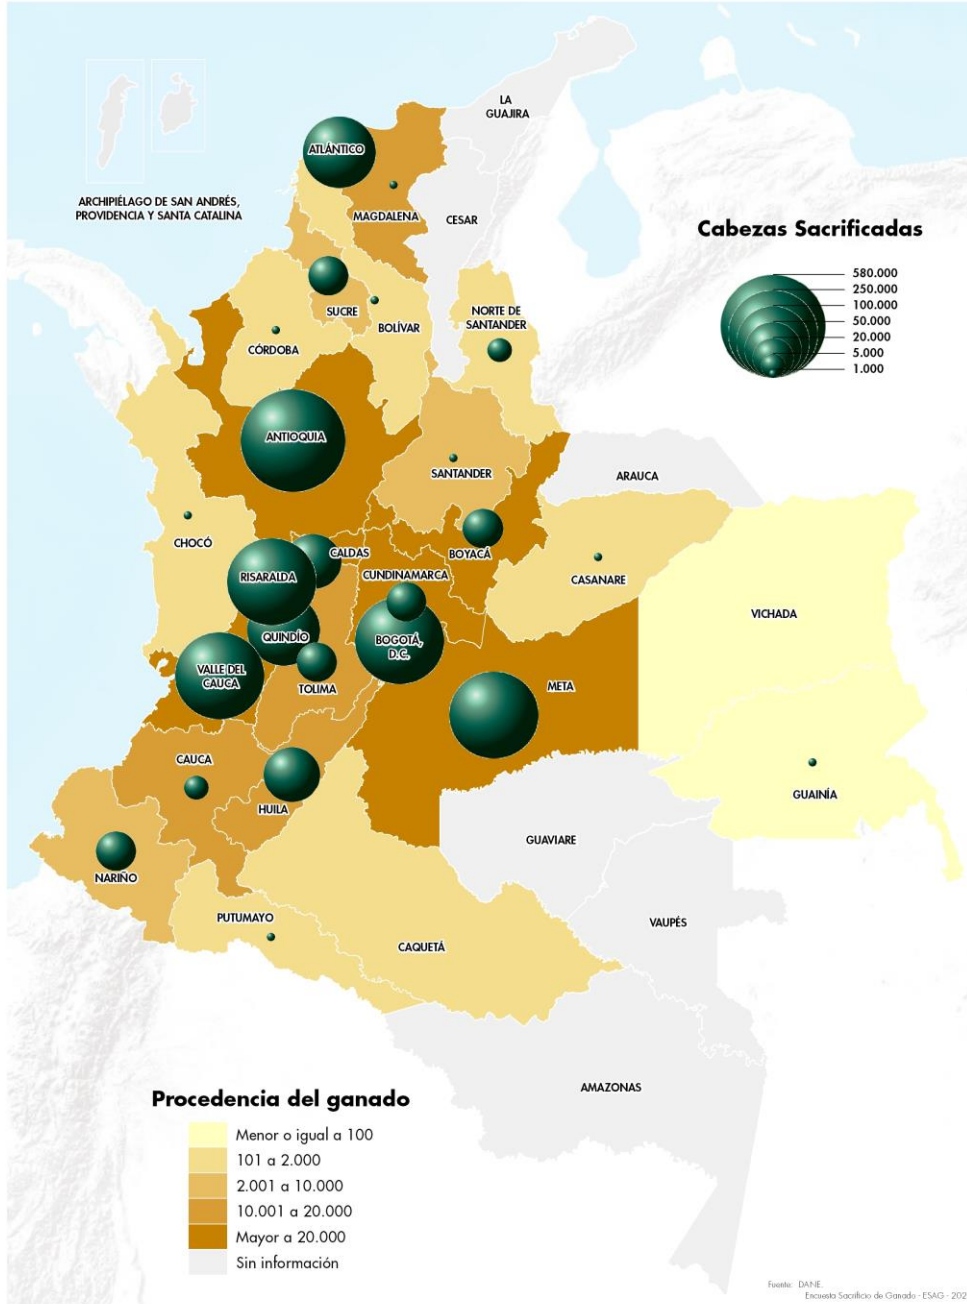 LA
GUAJIRA
ATLÁNTICO
ARCHIPIÉLAGO DE SAN ANDRÉS,
PROVIDENCIA Y SANTA CATALINA
MAGDALENA
CESAR
Cabezas Sacrificadas
580.000
250.000
100.000
50.000
20.000
5.000
1.000
SUCRE
BOLÍVAR
NORTE DE
SANTANDER
CÓRDOBA
ANTIOQUIA
SANTANDER
ARAUCA
CHOCÓ
CALDAS
BOYACÁ
RISARALDA
CUNDINAMARCA
CASANARE
VICHADA
QUINDÍO
BOGOTÁ,
D.C.
VALLE DEL
CAUCA
TOLIMA
META
CAUCA
HUILA
GUAINÍA
GUAVIARE
NARIÑO
PUTUMAYO
CAQUETÁ
VAUPÉS
AMAZONAS
Procedencia del ganado
Menor o igual a 100
101 a 2.000
2.001 a 10.000
10.001 a 20.000
Mayor a 20.000
Sin información
Fuente: DANE.
Encuesta Sacrificio de Ganado - ESAG - 202